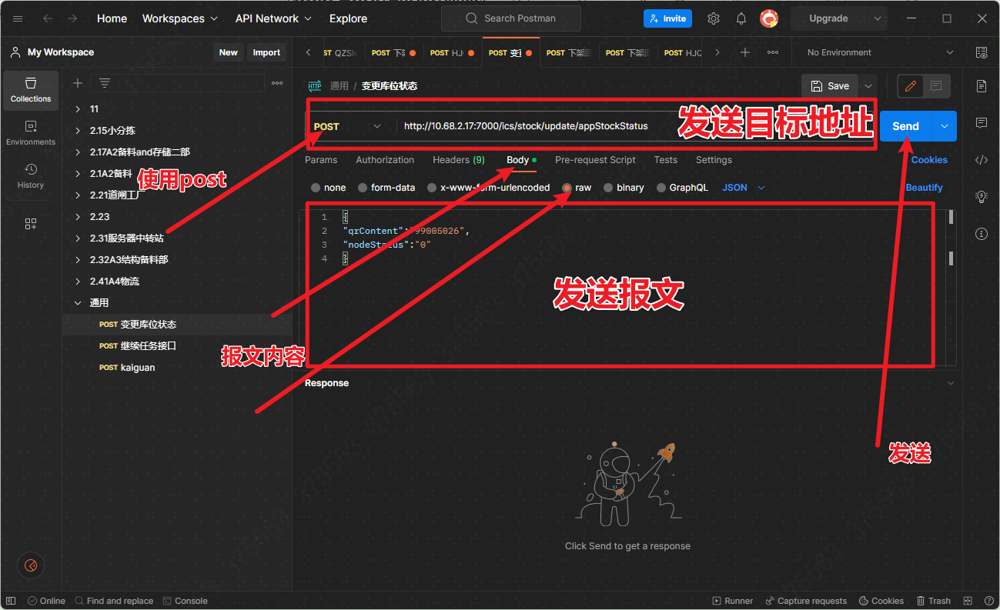 Home Workspaces API Network Explore Search Postman Invite Upgrade
My Workspace New Import ST QZSI POST 下架 POST HJ POST 变更 POST 下架 POST 下架 POST HJC No Environment
通用 / 变更库位状态 Save
POST http://10.68.2.17:7000/ics/stock/update/appStockStatus 发送目标地址 Send
Params Authorization Headers (9) Body Pre-request Script Tests Settings Cookies
none form-data x-www-form-urlencoded raw binary GraphQL JSON Beautify
1 {
2 "qrContent":"99005026",
3 "nodeStatus":"0"
4 }
发送报文
Collections
Environments
History
11
2.15小分拣
2.17A2备料and存储二部
2.1A2备料
使用post
2.21道闸工厂
2.23
2.31服务器中转站
2.32A3结构备料部
2.41A4物流
通用
POST 变更库位状态
POST 继续任务接口
POST kaiguan
报文内容
Response
发送
Click Send to get a response
Online Find and replace Console Runner Capture requests Cookies Trash